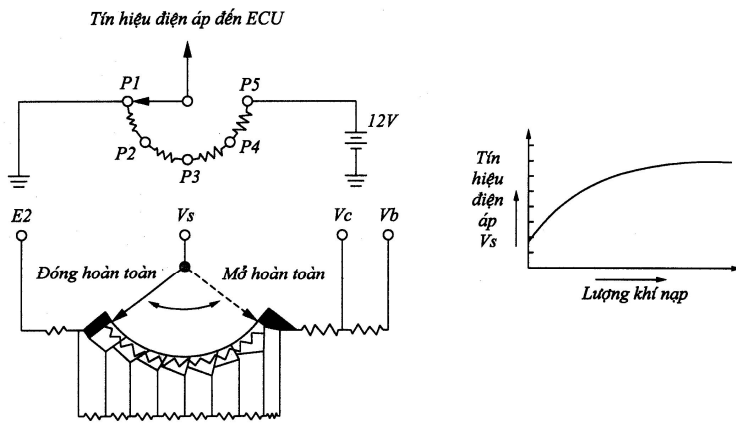 Tín hiệu điện áp đến ECU
P1
P5
12V
P2
P4
P3
E2
Vs
Vc
Vb
Đóng hoàn toàn
Mở hoàn toàn
Tín
hiệu
điện
áp
Vs
Lượng khí nạp